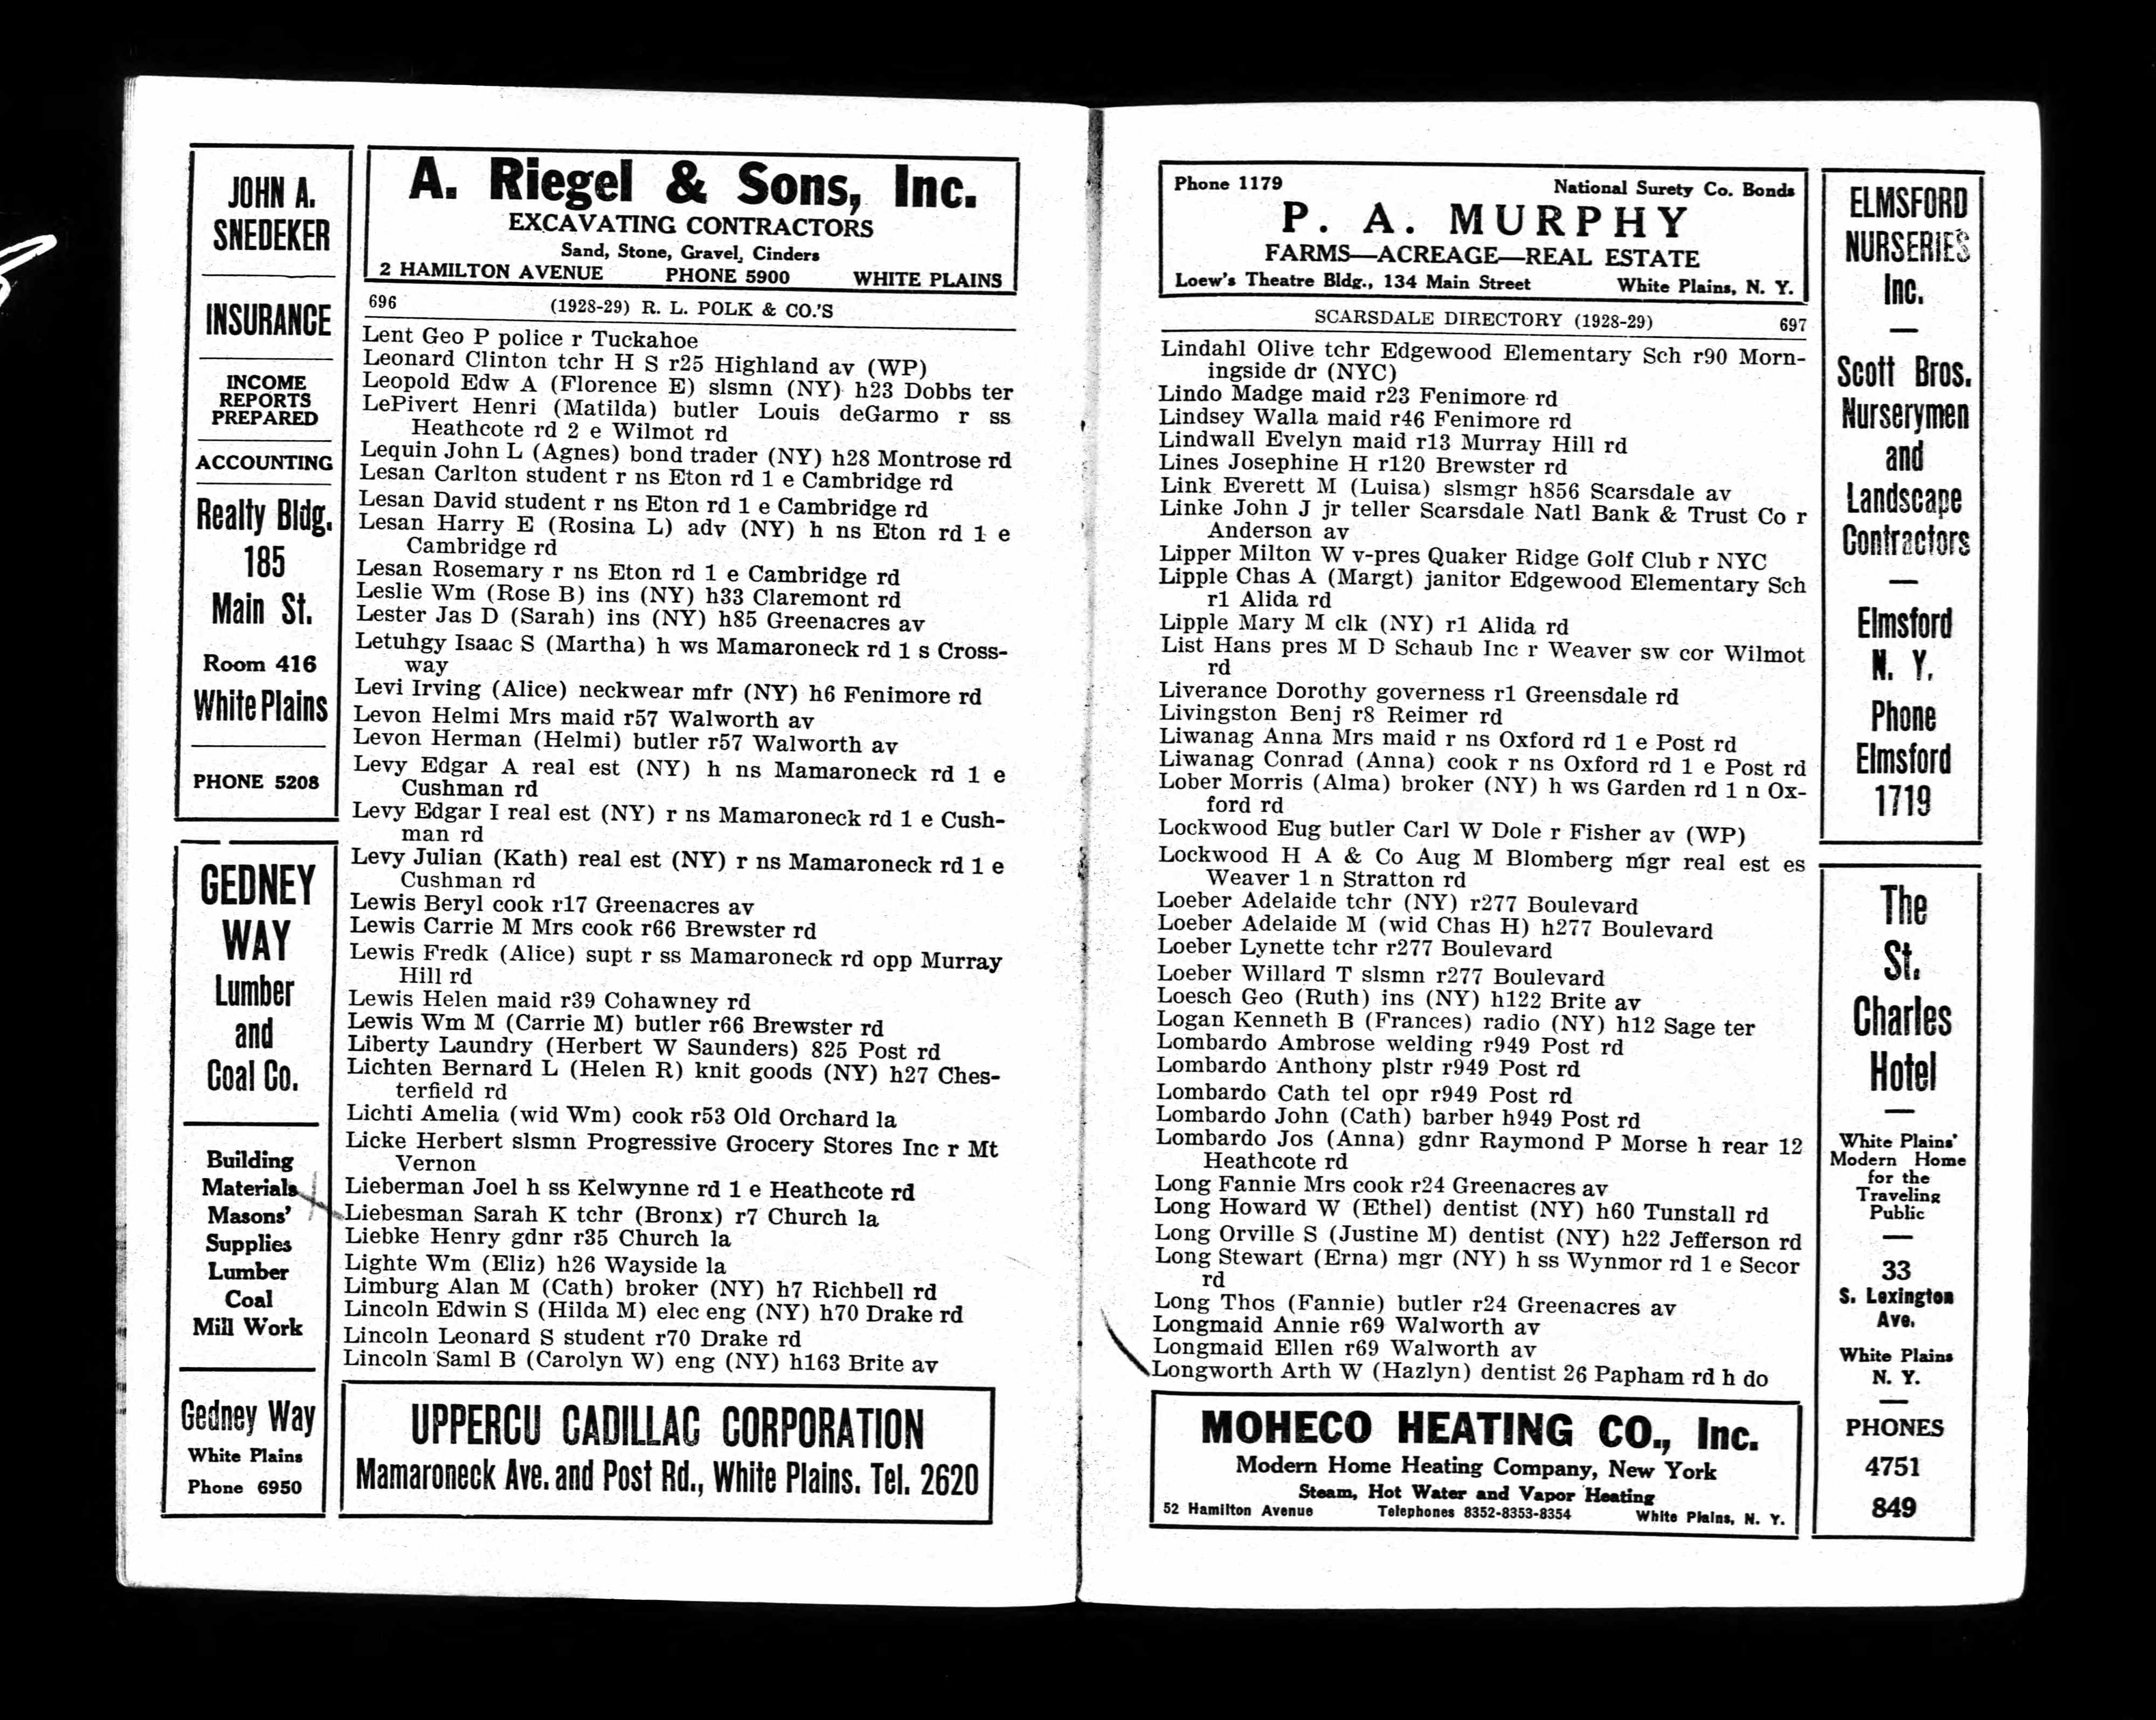 JOHN A.
SNEDEKER
INSURANCE
INCOME
REPORTS
PREPARED
ACCOUNTING
Realty Bldg.
185
Main St.
Room 416
White Plains
PHONE 5208
GEDNEY
WAY
Lumber
and
Coal Co.
Building
Materials
Masons'
Supplies
Lumber
Coal
Mill Work
Gedney Way
White Plains
Phone 6950
A. Riegel & Sons, Inc.
EXCAVATING CONTRACTORS
Sand, Stone, Gravel, Cinders
2 HAMILTON AVENUE PHONE 5900 WHITE PLAINS
696 (1928-29) R. L. POLK & CO.'S
Lent Geo P police r Tuckahoe
Leonard Clinton tchr H S r25 Highland av (WP)
Leopold Edw A (Florence E) slsmn (NY) h23 Dobbs ter
LePivert Henri (Matilda) butler Louis deGarmo r ss
Heathcote rd 2 e Wilmot rd
Lequin John L (Agnes) bond trader (NY) h28 Montrose rd
Lesan Carlton student r ns Eton rd 1 e Cambridge rd
Lesan David student r ns Eton rd 1 e Cambridge rd
Lesan Harry E (Rosina L) adv (NY) h ns Eton rd 1 e
Cambridge rd
Lesan Rosemary r ns Eton rd 1 e Cambridge rd
Leslie Wm (Rose B) ins (NY) h33 Claremont rd
Lester Jas D (Sarah) ins (NY) h85 Greenacres av
Letuhgy Isaac S (Martha) h ws Mamaroneck rd 1 s Cross-
way
Levi Irving (Alice) neckwear mfr (NY) h6 Fenimore rd
Levon Helmi Mrs maid r57 Walworth av
Levon Herman (Helmi) butler r57 Walworth av
Levy Edgar A real est (NY) h ns Mamaroneck rd 1 e
Cushman rd
Levy Edgar I real est (NY) r ns Mamaroneck rd 1 e Cush-
man rd
Levy Julian (Kath) real est (NY) r ns Mamaroneck rd 1 e
Cushman rd
Lewis Beryl cook r17 Greenacres av
Lewis Carrie M Mrs cook r66 Brewster rd
Lewis Fredk (Alice) supt r ss Mamaroneck rd opp Murray
Hill rd
Lewis Helen maid r39 Cohawney rd
Lewis Wm M (Carrie M) butler r66 Brewster rd
Liberty Laundry (Herbert W Saunders) 825 Post rd
Lichten Bernard L (Helen R) knit goods (NY) h27 Ches-
terfield rd
Lichti Amelia (wid Wm) cook r53 Old Orchard la
Licke Herbert slsmn Progressive Grocery Stores Inc r Mt
Vernon
Lieberman Joel h ss Kelwynne rd 1 e Heathcote rd
Liebesman Sarah K tchr (Bronx) r7 Church la
Liebke Henry gdnr r35 Church la
Lighte Wm (Eliz) h26 Wayside la
Limburg Alan M (Cath) broker (NY) h7 Richbell rd
Lincoln Edwin S (Hilda M) elec eng (NY) h70 Drake rd
Lincoln Leonard S student r70 Drake rd
Lincoln Saml B (Carolyn W) eng (NY) h163 Brite av
UPPERCU CADILLAC CORPORATION
Mamaroneck Ave. and Post Rd., White Plains. Tel. 2620
Phone 1179 National Surety Co. Bonds
P. A. MURPHY
FARMS—ACREAGE—REAL ESTATE
Loew's Theatre Bldg., 134 Main Street White Plains, N. Y.
SCARSDALE DIRECTORY (1928-29) 697
Lindahl Olive tchr Edgewood Elementary Sch r90 Morn-
ingside dr (NYC)
Lindo Madge maid r23 Fenimore rd
Lindsey Walla maid r46 Fenimore rd
Lindwall Evelyn maid r13 Murray Hill rd
Lines Josephine H r120 Brewster rd
Link Everett M (Luisa) slsmgr h856 Scarsdale av
Linke John J jr teller Scarsdale Natl Bank & Trust Co r
Anderson av
Lipper Milton W v-pres Quaker Ridge Golf Club r NYC
Lipple Chas A (Margt) janitor Edgewood Elementary Sch
r1 Alida rd
Lipple Mary M clk (NY) r1 Alida rd
List Hans pres M D Schaub Inc r Weaver sw cor Wilmot
rd
Liverance Dorothy governess r1 Greensdale rd
Livingston Benj r8 Reimer rd
Liwanag Anna Mrs maid r ns Oxford rd 1 e Post rd
Liwanag Conrad (Anna) cook r ns Oxford rd 1 e Post rd
Lober Morris (Alma) broker (NY) h ws Garden rd 1 n Ox-
ford rd
Lockwood Eug butler Carl W Dole r Fisher av (WP)
Lockwood H A & Co Aug M Blomberg mgr real est es
Weaver 1 n Stratton rd
Loeber Adelaide tchr (NY) r277 Boulevard
Loeber Adelaide M (wid Chas H) h277 Boulevard
Loeber Lynette tchr r277 Boulevard
Loeber Willard T slsmn r277 Boulevard
Loesch Geo (Ruth) ins (NY) h122 Brite av
Logan Kenneth B (Frances) radio (NY) h12 Sage ter
Lombardo Ambrose welding r949 Post rd
Lombardo Anthony plstr r949 Post rd
Lombardo Cath tel opr r949 Post rd
Lombardo John (Cath) barber h949 Post rd
Lombardo Jos (Anna) gdnr Raymond P Morse h rear 12
Heathcote rd
Long Fannie Mrs cook r24 Greenacres av
Long Howard W (Ethel) dentist (NY) h60 Tunstall rd
Long Orville S (Justine M) dentist (NY) h22 Jefferson rd
Long Stewart (Erna) mgr (NY) h ss Wynmor rd 1 e Secor
rd
Long Thos (Fannie) butler r24 Greenacres av
Longmaid Annie r69 Walworth av
Longmaid Ellen r69 Walworth av
Longworth Arth W (Hazlyn) dentist 26 Papham rd h do
MOHECO HEATING CO., Inc.
Modern Home Heating Company, New York
Steam, Hot Water and Vapor Heating
52 Hamilton Avenue Telephones 8352-8353-8354 White Plains, N. Y.
ELMSFORD
NURSERIES
Inc.
Scott Bros.
Nurserymen
and
Landscape
Contractors
Elmsford
N. Y.
Phone
Elmsford
1719
The
St.
Charles
Hotel
White Plains'
Modern Home
for the
Traveling
Public
33
S. Lexington
Ave.
White Plains
N. Y.
PHONES
4751
849